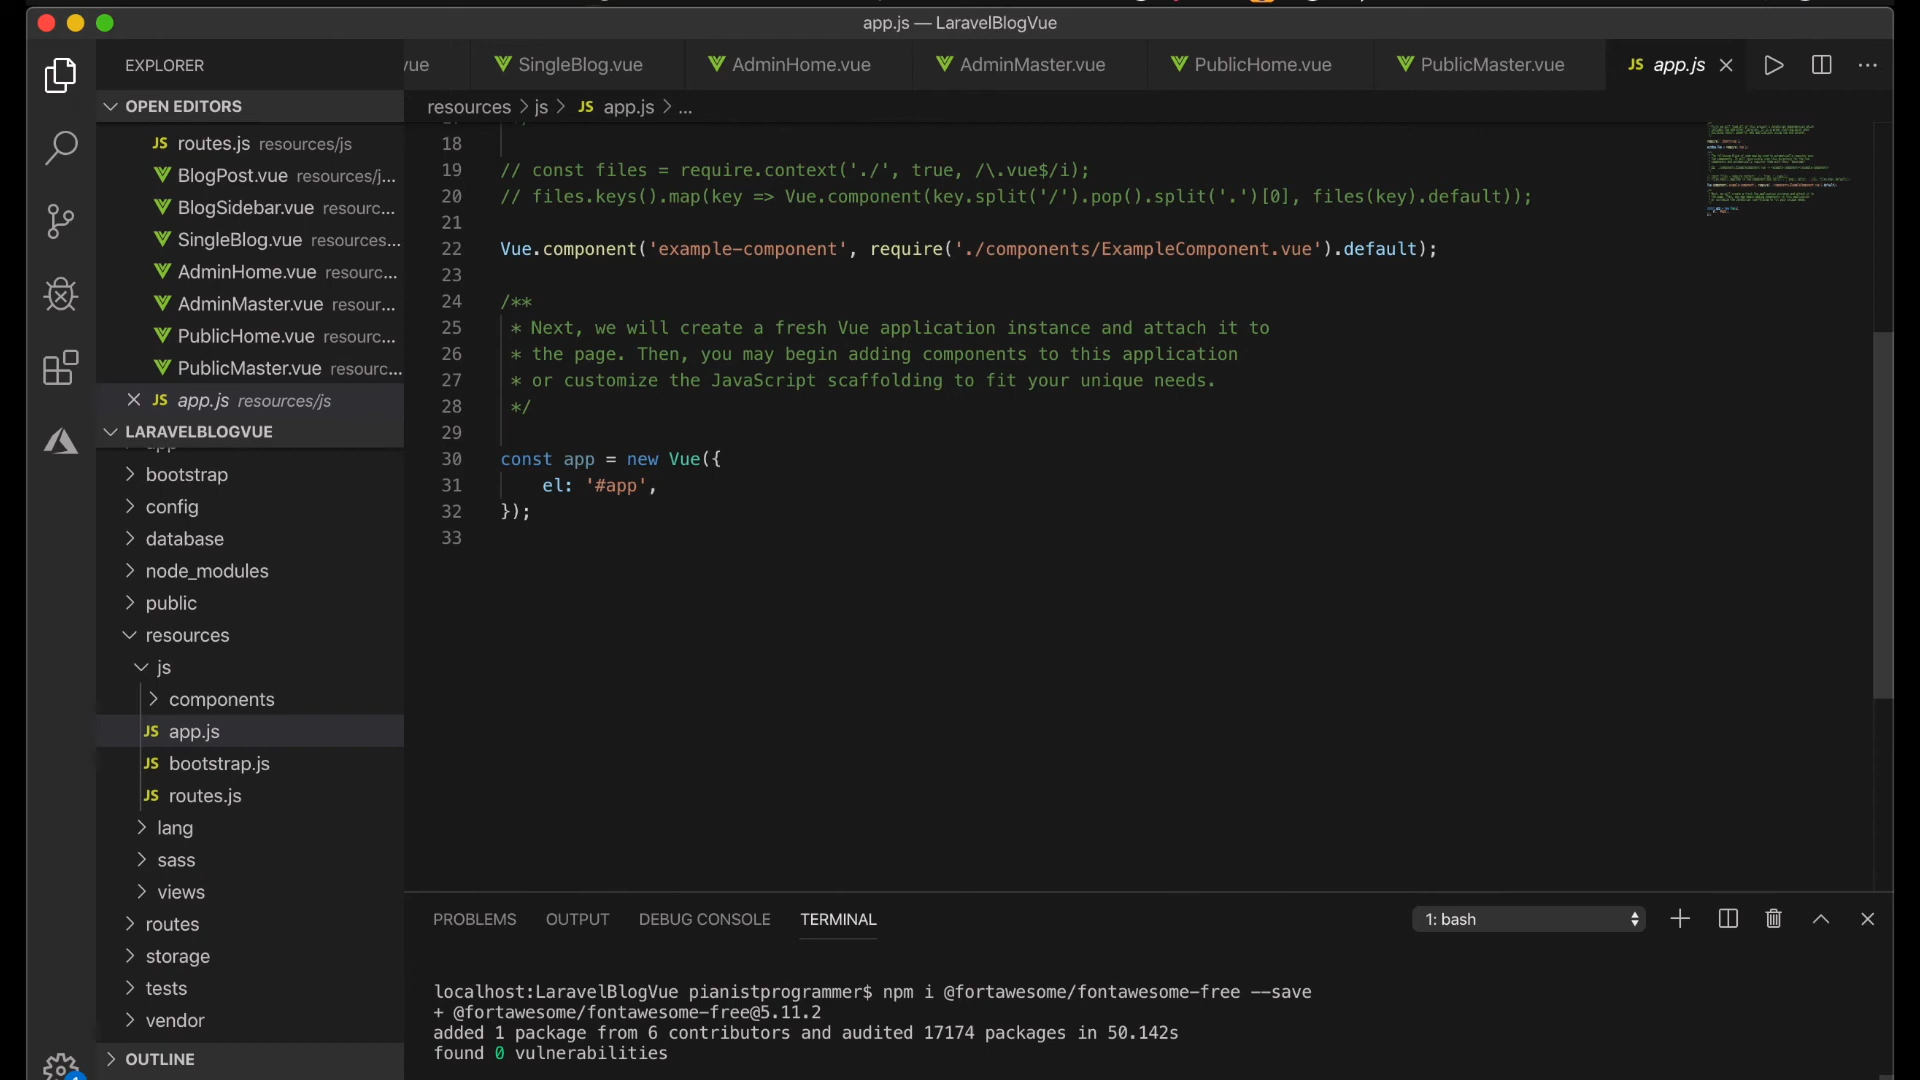 app.js — LaravelBlogVue
EXPLORER
vue
SingleBlog.vue
AdminHome.vue
AdminMaster.vue
PublicHome.vue
PublicMaster.vue
JS app.js
OPEN EDITORS
resources > js > JS app.js > ...
JS routes.js resources/js
BlogPost.vue resources/j...
BlogSidebar.vue resourc...
SingleBlog.vue resources...
AdminHome.vue resourc...
AdminMaster.vue resour...
PublicHome.vue resourc...
PublicMaster.vue resourc...
JS app.js resources/js
LARAVELBLOGVUE
bootstrap
config
database
node_modules
public
resources
js
components
JS app.js
JS bootstrap.js
JS routes.js
lang
sass
views
routes
storage
tests
vendor
OUTLINE
18
19 // const files = require.context('./', true, /\.vue$/i);
20 // files.keys().map(key => Vue.component(key.split('/').pop().split('.')[0], files(key).default));
21
22 Vue.component('example-component', require('./components/ExampleComponent.vue').default);
23
24 /**
25 * Next, we will create a fresh Vue application instance and attach it to
26 * the page. Then, you may begin adding components to this application
27 * or customize the JavaScript scaffolding to fit your unique needs.
28 */
29
30 const app = new Vue({
31 el: '#app',
32 });
33
PROBLEMS OUTPUT DEBUG CONSOLE TERMINAL
1: bash
localhost:LaravelBlogVue pianistprogrammer$ npm i @fortawesome/fontawesome-free --save
+ @fortawesome/fontawesome-free@5.11.2
added 1 package from 6 contributors and audited 17174 packages in 50.142s
found 0 vulnerabilities